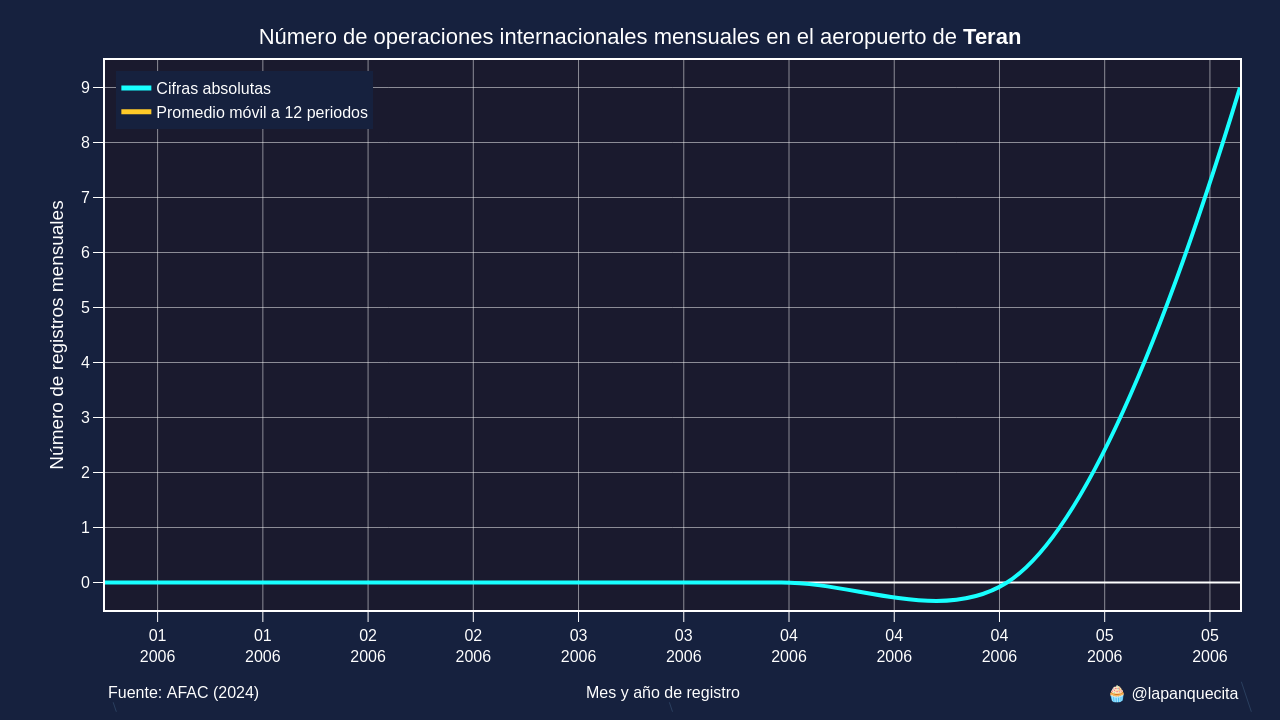 Número de operaciones internacionales mensuales en el aeropuerto de Teran
Cifras absolutas
Promedio móvil a 12 periodos
Número de registros mensuales
9
8
7
6
5
4
3
2
1
0
01 01 02 02 03 03 04 04 04 05 05
2006 2006 2006 2006 2006 2006 2006 2006 2006 2006 2006
Fuente: AFAC (2024) Mes y año de registro 🧁 @lapanquecita